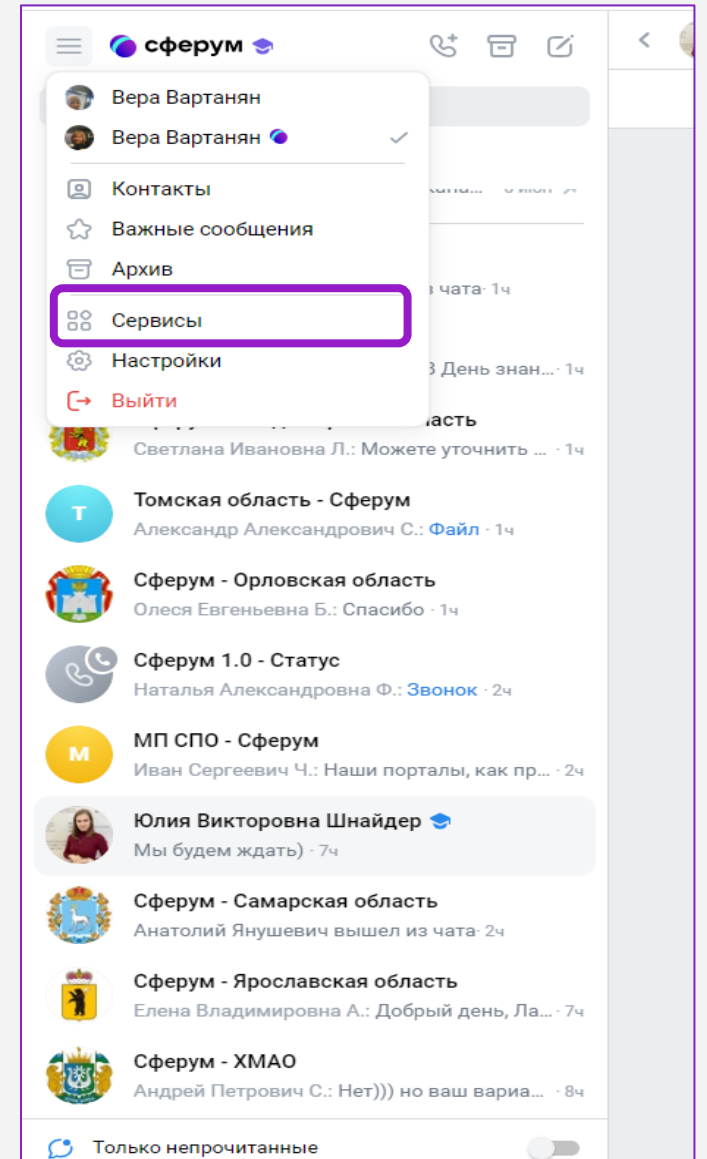 сферум
Вера Вартанян
Вера Вартанян
Контакты
Важные сообщения
Архив
в чата · 1ч
Сервисы
Настройки
День знан... · 1ч
Выйти
Светлана Ивановна Л.: Можете уточнить ... · 1ч
Т
Томская область - Сферум
Александр Александрович С.: Файл · 1ч
Сферум - Орловская область
Олеся Евгеньевна Б.: Спасибо · 1ч
Сферум 1.0 - Статус
Наталья Александровна Ф.: Звонок · 2ч
М
МП СПО - Сферум
Иван Сергеевич Ч.: Наши порталы, как пр... · 2ч
Юлия Викторовна Шнайдер
Мы будем ждать) · 7ч
Сферум - Самарская область
Анатолий Янушевич вышел из чата · 2ч
Сферум - Ярославская область
Елена Владимировна А.: Добрый день, Ла... · 7ч
Сферум - ХМАО
Андрей Петрович С.: Нет))) но ваш вариа... · 8ч
Только непрочитанные